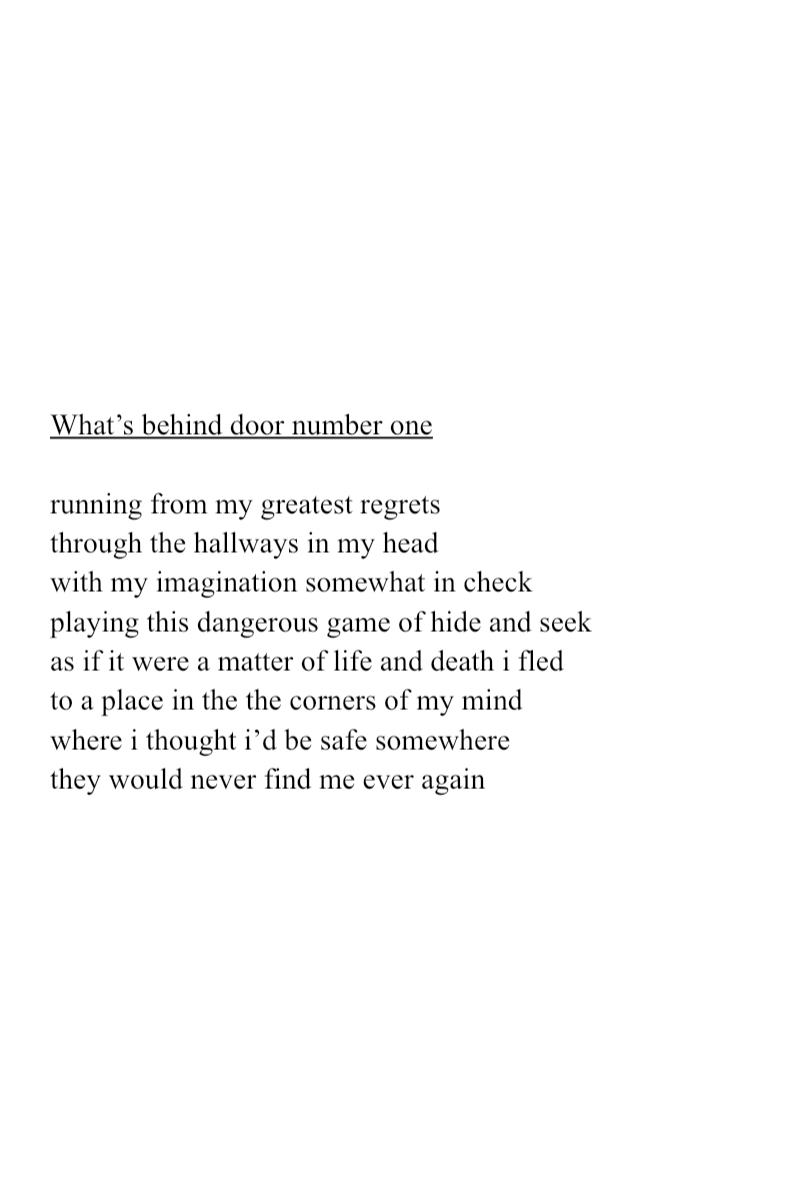 What’s behind door number one
running from my greatest regrets
through the hallways in my head
with my imagination somewhat in check
playing this dangerous game of hide and seek
as if it were a matter of life and death i fled
to a place in the the corners of my mind
where i thought i’d be safe somewhere
they would never find me ever again